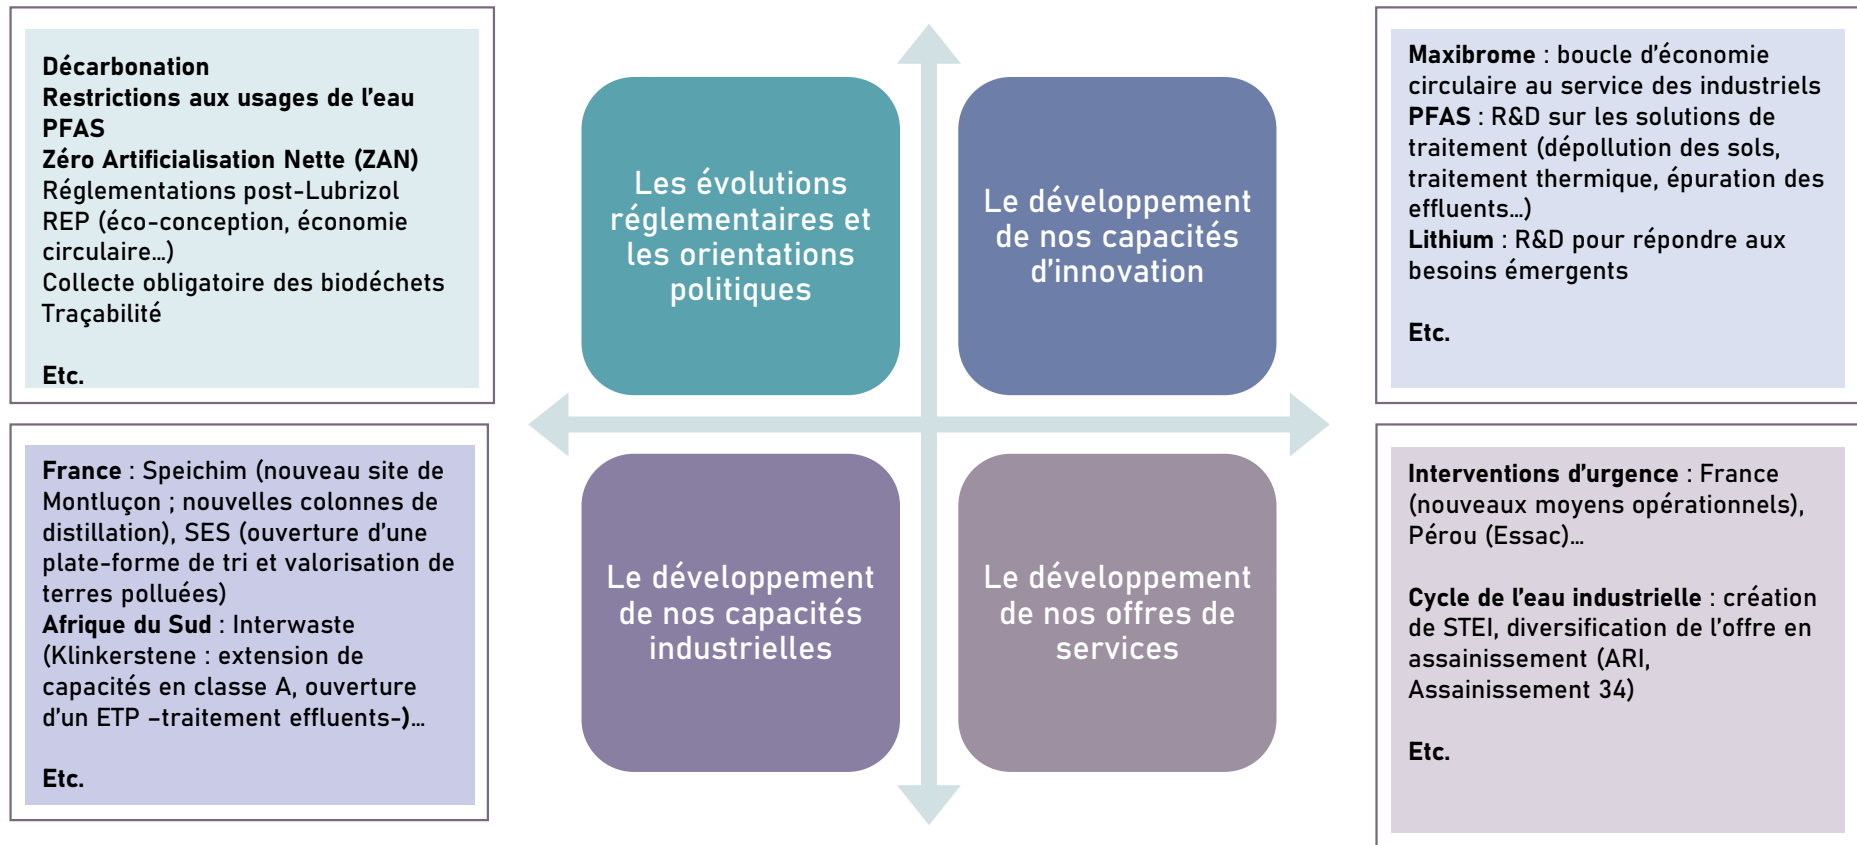 Décarbonation
Restrictions aux usages de l'eau
PFAS
Zéro Artificialisation Nette (ZAN)
Réglementations post-Lubrizol
REP (éco-conception, économie
circulaire…)
Collecte obligatoire des biodéchets
Traçabilité
Etc.
Les évolutions
réglementaires et
les orientations
politiques
Le développement
de nos capacités
d'innovation
Maxibrome : boucle d'économie
circulaire au service des industriels
PFAS : R&D sur les solutions de
traitement (dépollution des sols,
traitement thermique, épuration des
effluents…)
Lithium : R&D pour répondre aux
besoins émergents
Etc.
France : Speichim (nouveau site de
Montluçon ; nouvelles colonnes de
distillation), SES (ouverture d'une
plate-forme de tri et valorisation de
terres polluées)
Afrique du Sud : Interwaste
(Klinkerstene : extension de
capacités en classe A, ouverture
d'un ETP –traitement effluents-)…
Etc.
Le développement
de nos capacités
industrielles
Le développement
de nos offres de
services
Interventions d'urgence : France
(nouveaux moyens opérationnels),
Pérou (Essac)…
Cycle de l'eau industrielle : création
de STEI, diversification de l'offre en
assainissement (ARI,
Assainissement 34)
Etc.